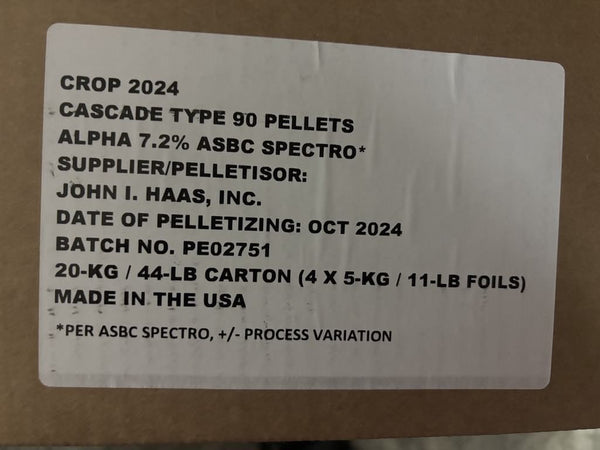 CROP 2024
CASCADE TYPE 90 PELLETS
ALPHA 7.2% ASBC SPECTRO*
SUPPLIER/PELLETISOR:
JOHN I. HAAS, INC.
DATE OF PELLETIZING: OCT 2024
BATCH NO. PE02751
20-KG / 44-LB CARTON (4 X 5-KG / 11-LB FOILS)
MADE IN THE USA
*PER ASBC SPECTRO, +/- PROCESS VARIATION